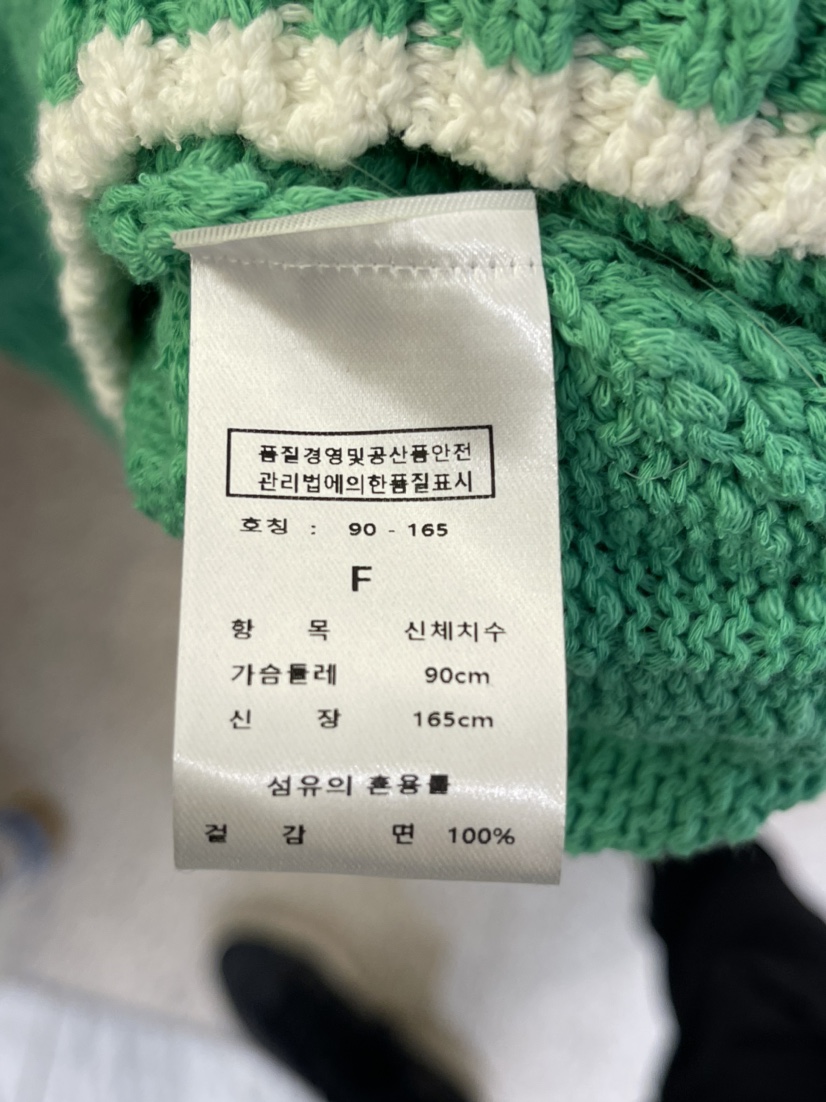 품질경영및공산품안전
관리법에의한품질표시
호칭 : 90 - 165
F
항 목 신체치수
가슴둘레 90cm
신 장 165cm
섬유의 혼용률
겉 감 면 100%